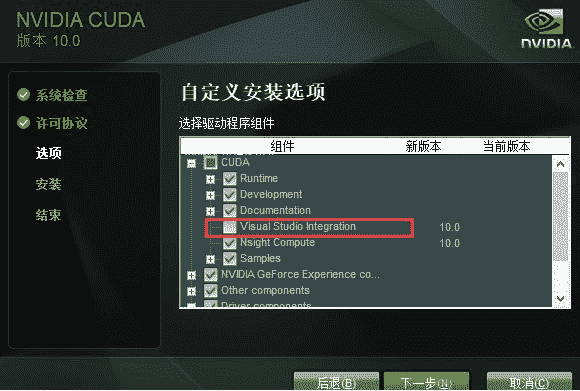 NVIDIA CUDA
版本 10.0
NVIDIA
系统检查
许可协议
选项
安装
结束
自定义安装选项
选择驱动程序组件
组件 新版本 当前版本
CUDA
Runtime
Development
Documentation
Visual Studio Integration 10.0
Nsight Compute 10.0
Samples
NVIDIA GeForce Experience co...
Other components
Driver components
后退(B) 下一步(N) 取消(C)